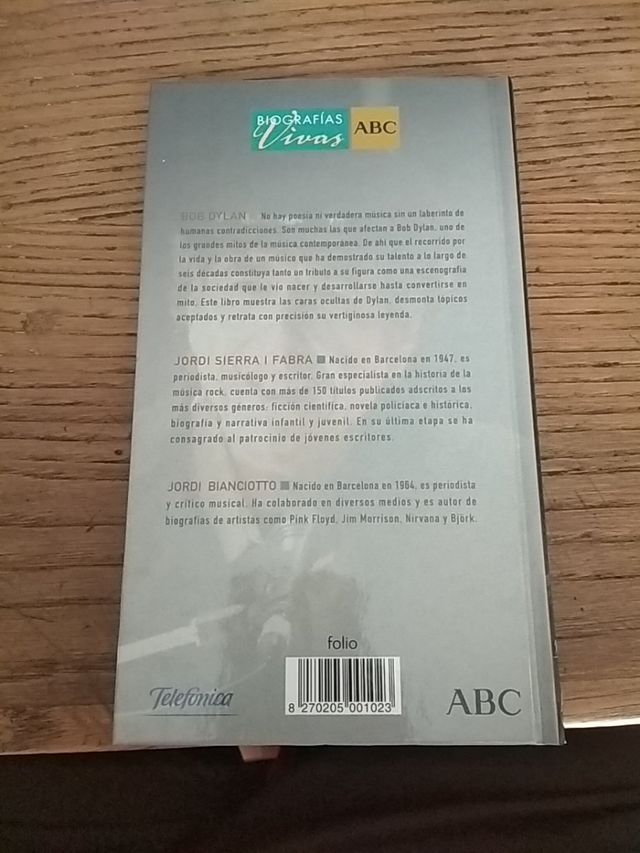 BIOGRAFÍAS
Vivas
ABC
BOB DYLAN No hay poesía ni verdadera música sin un laberinto de
humanas contradicciones. Son muchas las que afectan a Bob Dylan, uno de
los grandes mitos de la música contemporánea. De ahí que el recorrido por
la vida y la obra de un músico que ha demostrado su talento a lo largo de
seis décadas constituya tanto un tributo a su figura como una escenografía
de la sociedad que le vio nacer y desarrollarse hasta convertirse en
mito. Este libro muestra las caras ocultas de Dylan, desmonta tópicos
aceptados y retrata con precisión su vertiginosa leyenda.
JORDI SIERRA I FABRA Nacido en Barcelona en 1947, es
periodista, musicólogo y escritor. Gran especialista en la historia de la
música rock, cuenta con más de 150 títulos publicados adscritos a los
más diversos géneros: ficción científica, novela policiaca e histórica,
biografía y narrativa infantil y juvenil. En su última etapa se ha
consagrado al patrocinio de jóvenes escritores.
JORDI BIANCIOTTO Nacido en Barcelona en 1964, es periodista
y crítico musical. Ha colaborado en diversos medios y es autor de
biografías de artistas como Pink Floyd, Jim Morrison, Nirvana y Björk.
folio
Telefónica
8 270205 001023
ABC